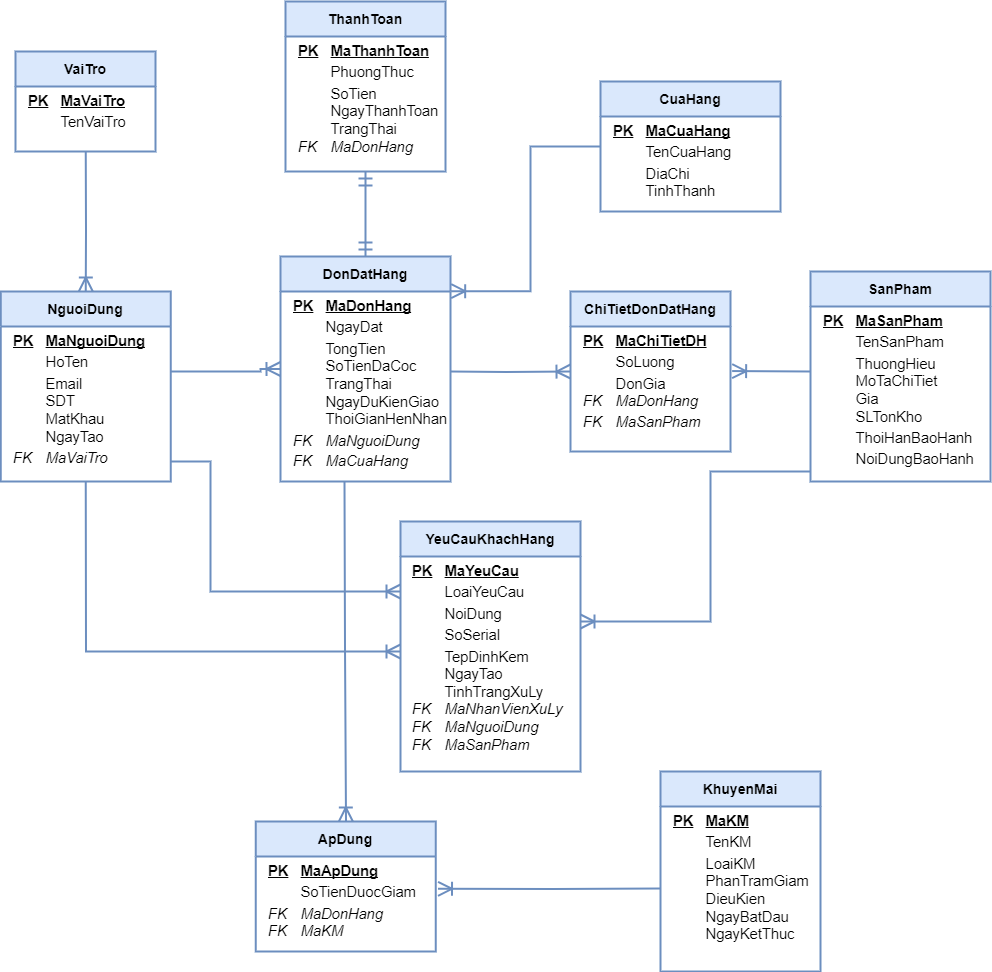 ThanhToan
PK MaThanhToan
PhuongThuc
SoTien
NgayThanhToan
TrangThai
FK MaDonHang
VaiTro
PK MaVaiTro
TenVaiTro
CuaHang
PK MaCuaHang
TenCuaHang
DiaChi
TinhThanh
NguoiDung
PK MaNguoiDung
HoTen
Email
SDT
MatKhau
NgayTao
FK MaVaiTro
DonDatHang
PK MaDonHang
NgayDat
TongTien
SoTienDaCoc
TrangThai
NgayDuKienGiao
ThoiGianHenNhan
FK MaNguoiDung
FK MaCuaHang
ChiTietDonDatHang
PK MaChiTietDH
SoLuong
DonGia
FK MaDonHang
FK MaSanPham
SanPham
PK MaSanPham
TenSanPham
ThuongHieu
MoTaChiTiet
Gia
SLTonKho
ThoiHanBaoHanh
NoiDungBaoHanh
YeuCauKhachHang
PK MaYeuCau
LoaiYeuCau
NoiDung
SoSerial
TepDinhKem
NgayTao
TinhTrangXuLy
FK MaNhanVienXuLy
FK MaNguoiDung
FK MaSanPham
ApDung
PK MaApDung
SoTienDuocGiam
FK MaDonHang
FK MaKM
KhuyenMai
PK MaKM
TenKM
LoaiKM
PhanTramGiam
DieuKien
NgayBatDau
NgayKetThuc